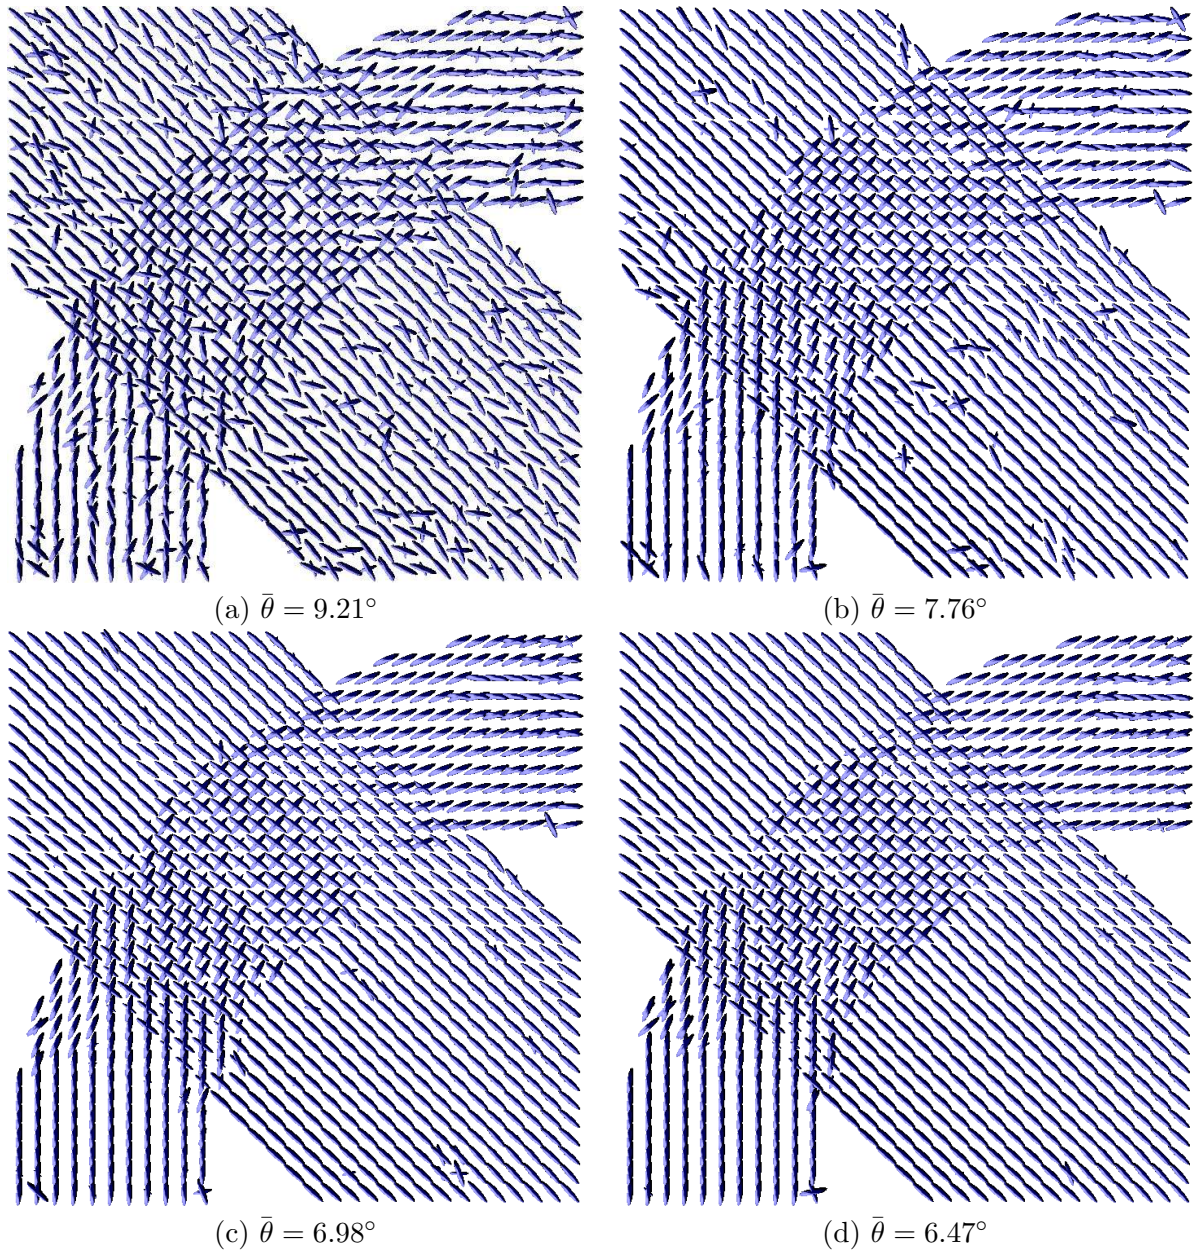 (a) θ̄ = 9.21°
(b) θ̄ = 7.76°
(c) θ̄ = 6.98°
(d) θ̄ = 6.47°